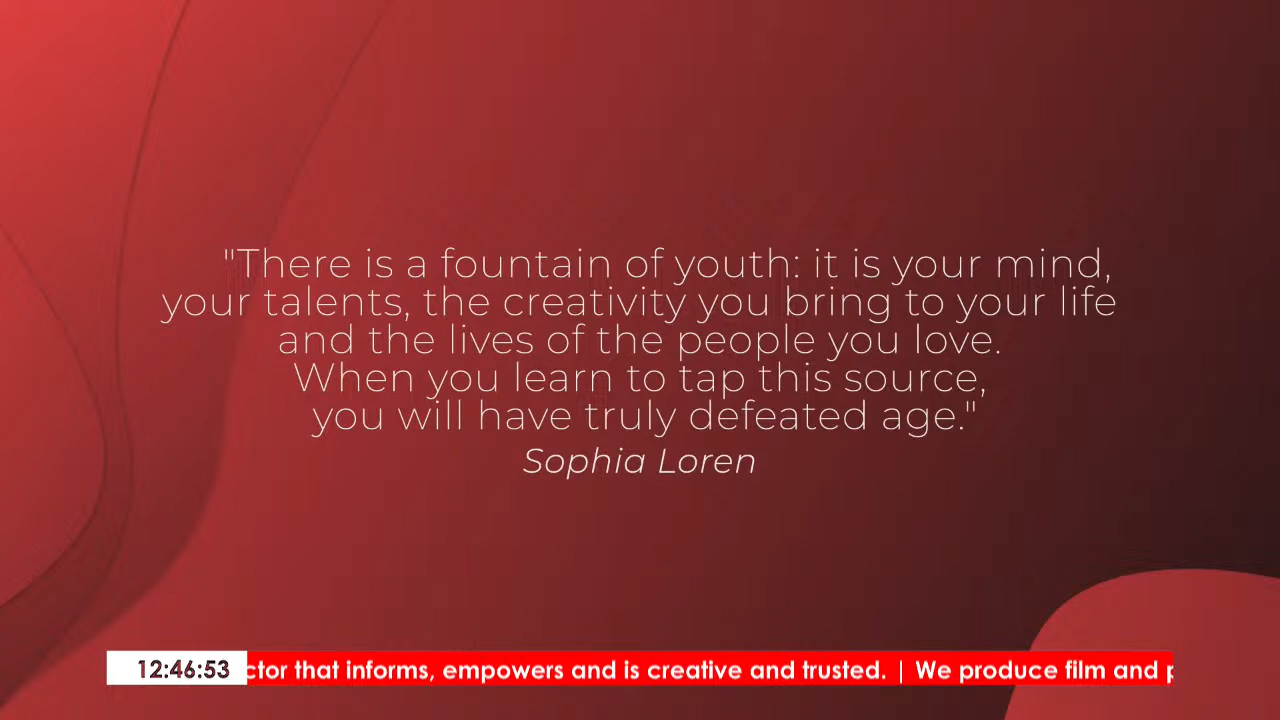 "There is a fountain of youth: it is your mind,
your talents, the creativity you bring to your life
and the lives of the people you love.
When you learn to tap this source,
you will have truly defeated age."
Sophia Loren
12:46:53
that informs, empowers and is creative and trusted. | We produce film and